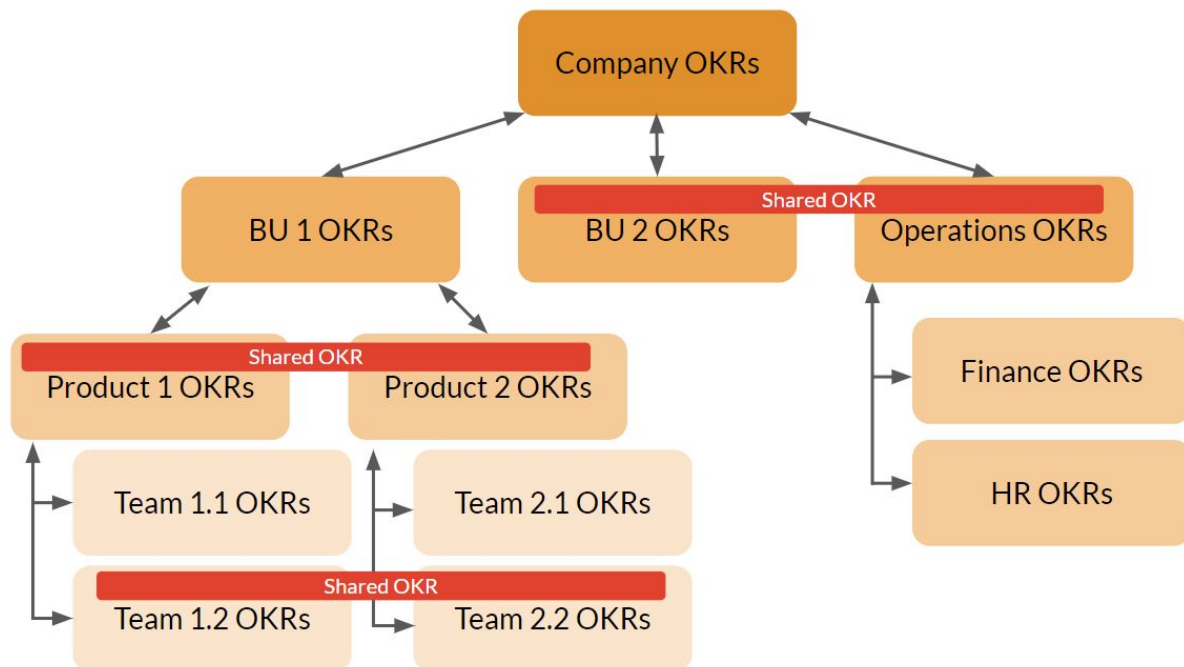 Company OKRs
Shared OKR
BU 1 OKRs
BU 2 OKRs
Operations OKRs
Shared OKR
Product 1 OKRs
Product 2 OKRs
Finance OKRs
Team 1.1 OKRs
Team 2.1 OKRs
HR OKRs
Shared OKR
Team 1.2 OKRs
Team 2.2 OKRs